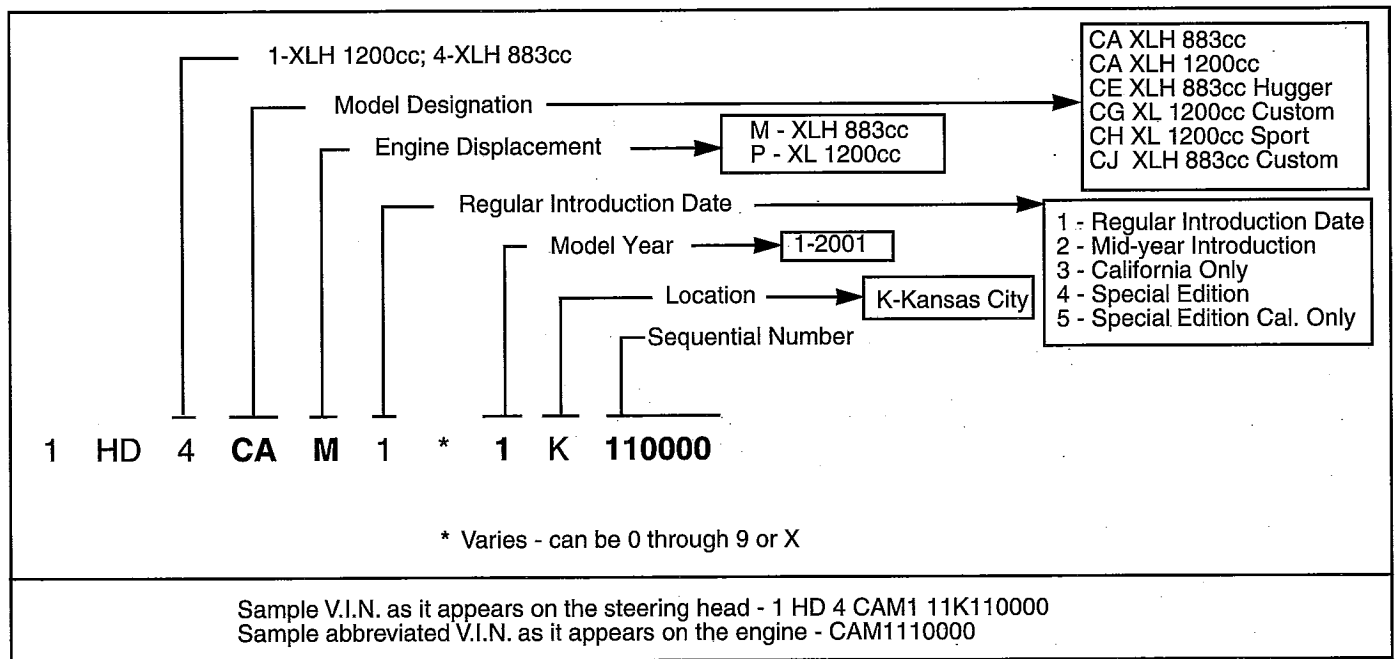 1-XLH 1200cc; 4-XLH 883cc
CA XLH 883cc
CA XLH 1200cc
CE XLH 883cc Hugger
CG XL 1200cc Custom
CH XL 1200cc Sport
CJ XLH 883cc Custom
Model Designation
Engine Displacement
M - XLH 883cc
P - XL 1200cc
Regular Introduction Date
1 - Regular Introduction Date
2 - Mid-year Introduction
3 - California Only
4 - Special Edition
5 - Special Edition Cal. Only
Model Year
1-2001
Location
K-Kansas City
Sequential Number
1 HD 4 CA M 1 * 1 K 110000
* Varies - can be 0 through 9 or X
Sample V.I.N. as it appears on the steering head - 1 HD 4 CAM1 11K110000
Sample abbreviated V.I.N. as it appears on the engine - CAM1110000